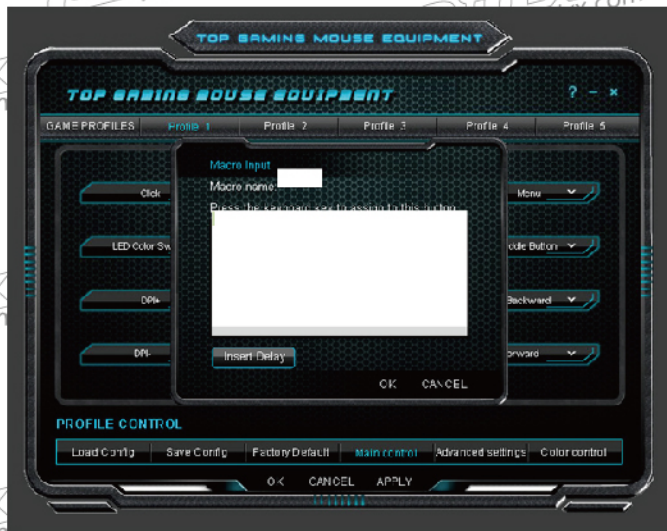 TOP GAMING MOUSE EQUIPMENT
TOP GAMING MOUSE EQUIPMENT
? - ×
GAME PROFILES Profile 1 Profile 2 Profile 3 Profile 4 Profile 5
Macro Input
Macro name:
Press the keyboard key to assign to this button
Click
Menu
LED Color Sw
ddle Button
DPI+
Backward
DPI-
orward
Insert Delay
OK CANCEL
PROFILE CONTROL
Load Config Save Config Factory Default Main control Advanced settings Color control
OK CANCEL APPLY